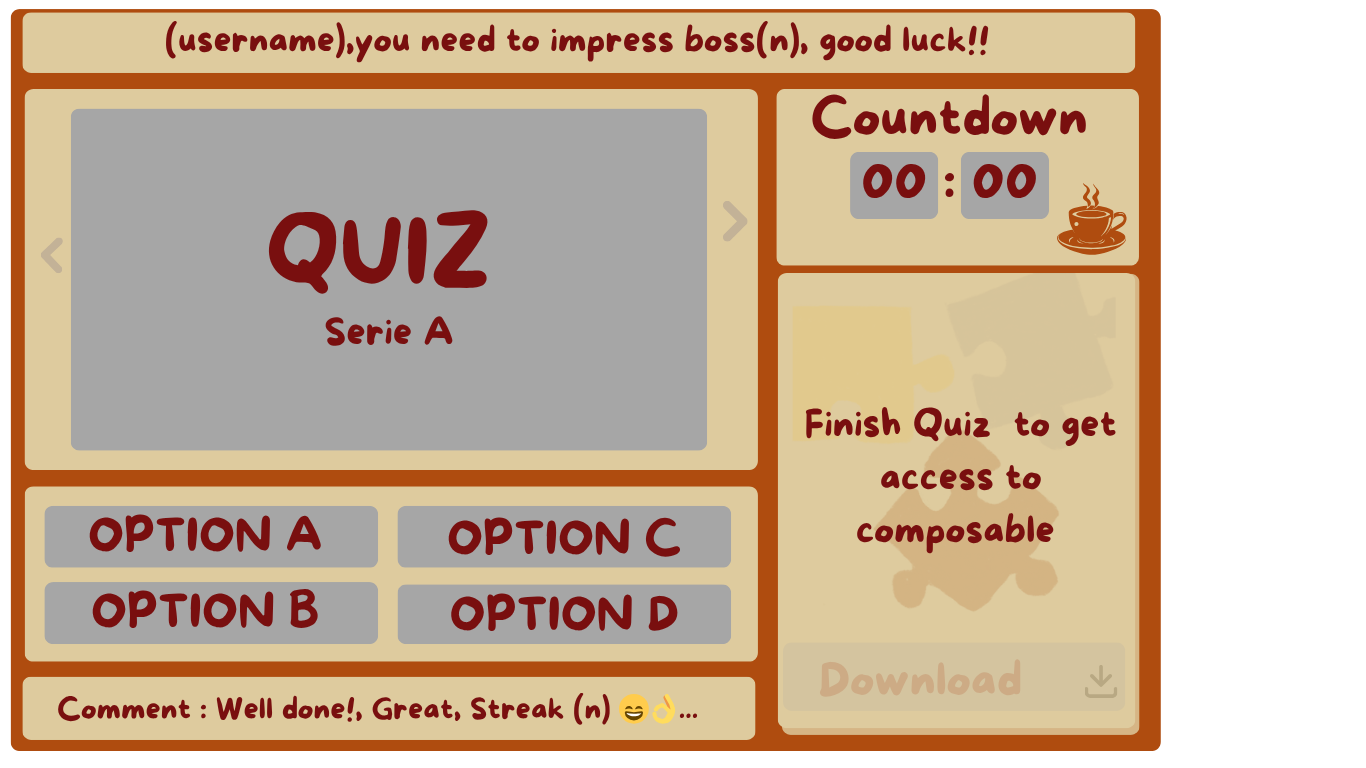 (username),you need to impress boss(n), good luck!!
QUIZ
Serie A
Countdown
00 : 00
Finish Quiz to get
access to
composable
Download
OPTION A
OPTION C
OPTION B
OPTION D
Comment : Well done!, Great, Streak (n) 😄👌...